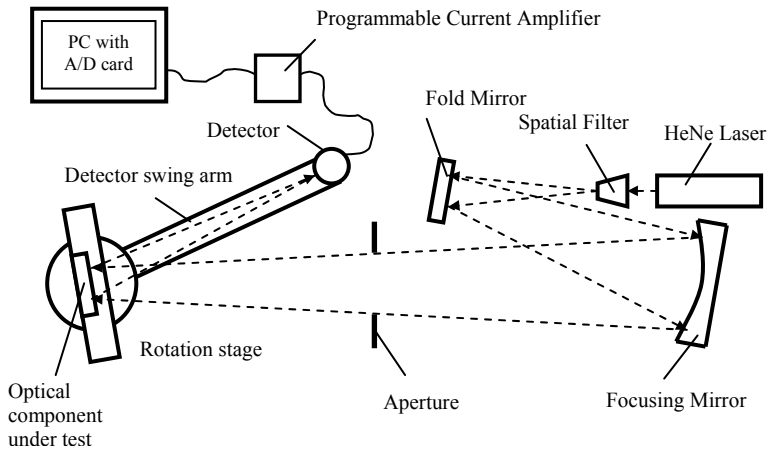 PC with
A/D card
Programmable Current Amplifier
Fold Mirror
Spatial Filter
HeNe Laser
Detector
Detector swing arm
Rotation stage
Optical
component
under test
Aperture
Focusing Mirror